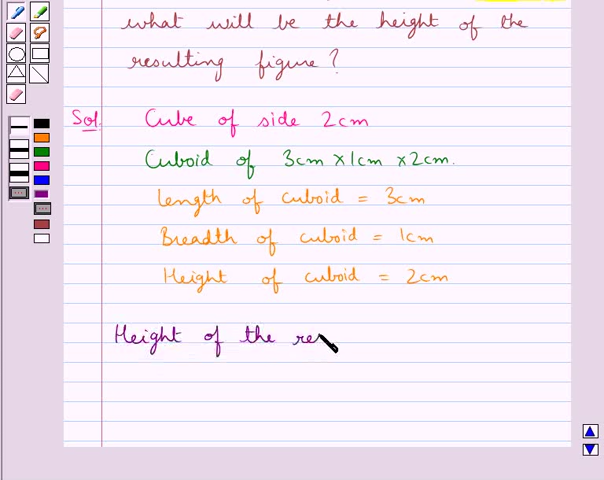 what will be the height of the
resulting figure?
Sol. Cube of side 2cm
Cuboid of 3cm x 1cm x 2cm.
Length of cuboid = 3cm
Breadth of cuboid = 1cm
Height of cuboid = 2cm
Height of the res